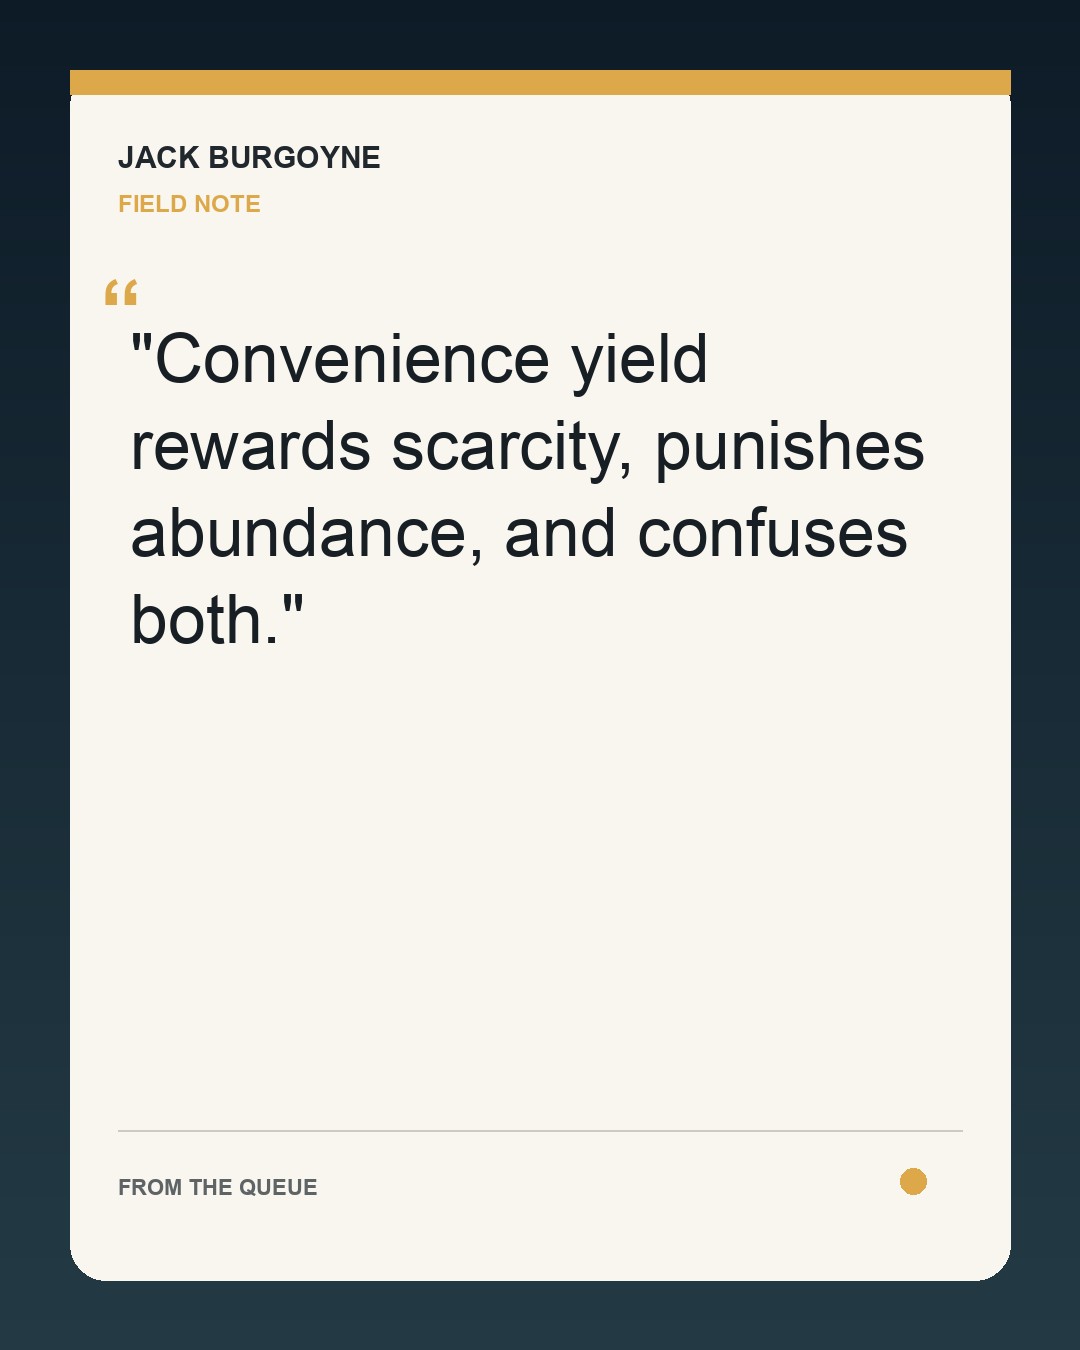 JACK BURGOYNE
FIELD NOTE
“
"Convenience yield
rewards scarcity, punishes
abundance, and confuses
both."
FROM THE QUEUE